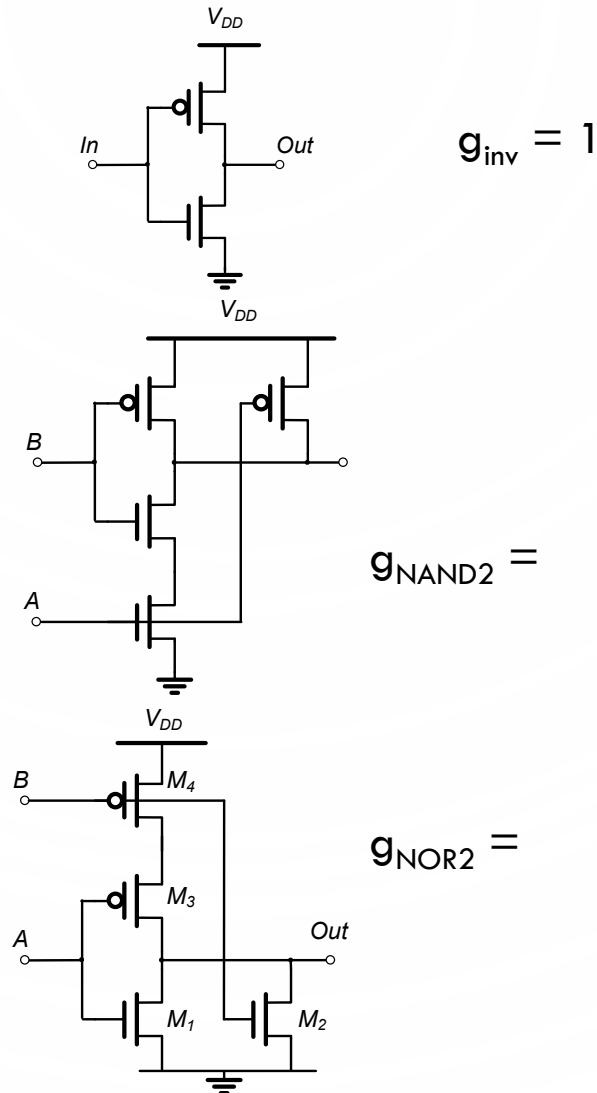 V_DD
In
Out
g_inv = 1
V_DD
B
g_NAND2 =
A
V_DD
B
M_4
g_NOR2 =
M_3
A
Out
M_1
M_2